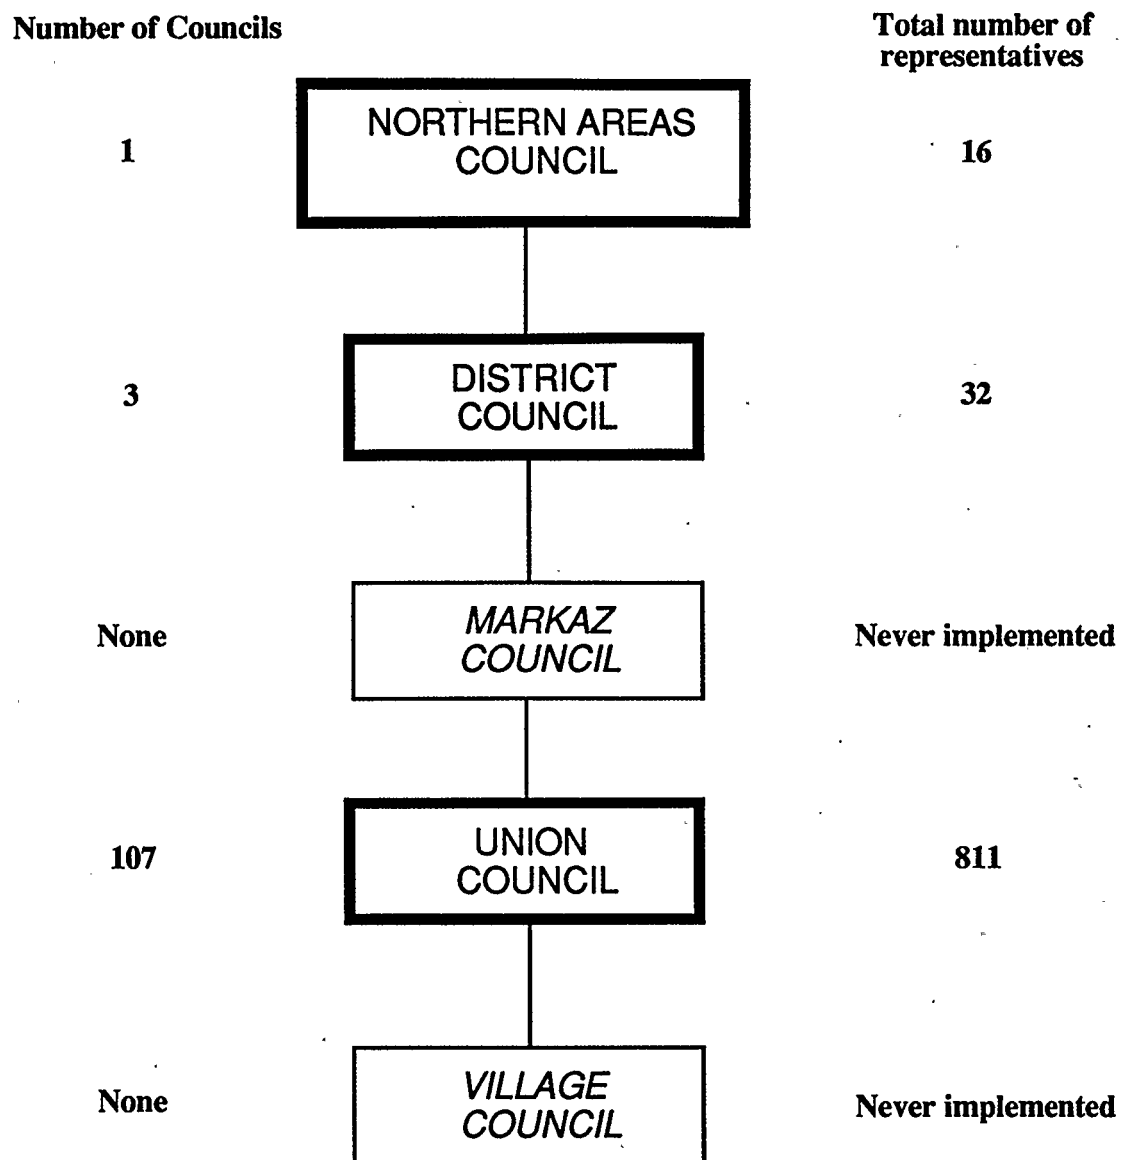 Number of Councils
Total number of
representatives
NORTHERN AREAS
COUNCIL
1
16
DISTRICT
COUNCIL
3
32
MARKAZ
COUNCIL
None
Never implemented
UNION
COUNCIL
107
811
VILLAGE
COUNCIL
None
Never implemented